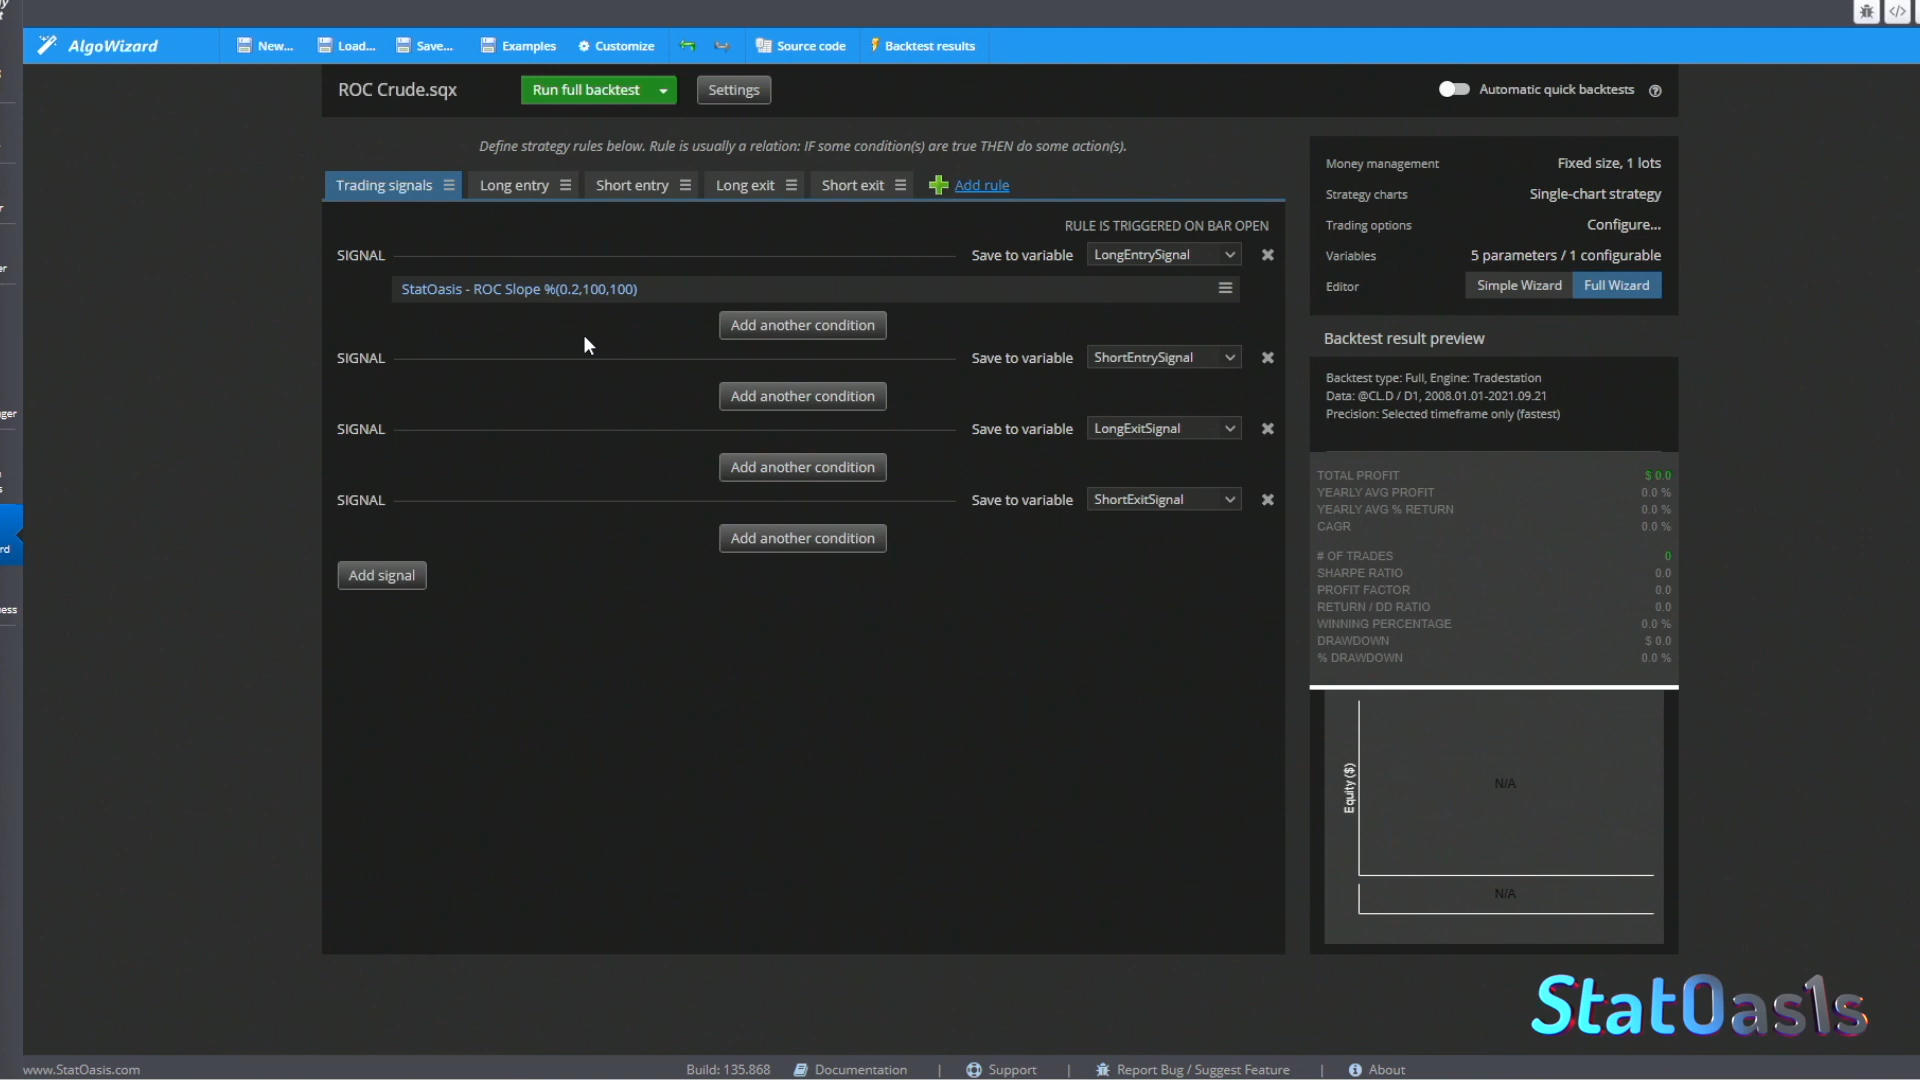 AlgoWizard
New...
Load...
Save...
Examples
Customize
Source code
Backtest results
ROC Crude.sqx
Run full backtest
Settings
Automatic quick backtests
Define strategy rules below. Rule is usually a relation: IF some condition(s) are true THEN do some action(s).
Trading signals
Long entry
Short entry
Long exit
Short exit
Add rule
RULE IS TRIGGERED ON BAR OPEN
SIGNAL
Save to variable
LongEntrySignal
StatOasis - ROC Slope %(0.2,100,100)
Add another condition
SIGNAL
Save to variable
ShortEntrySignal
Add another condition
SIGNAL
Save to variable
LongExitSignal
Add another condition
SIGNAL
Save to variable
ShortExitSignal
Add another condition
Add signal
Money management Fixed size, 1 lots
Strategy charts Single-chart strategy
Trading options Configure...
Variables 5 parameters / 1 configurable
Editor Simple Wizard Full Wizard
Backtest result preview
Backtest type: Full, Engine: Tradestation
Data: @CL.D / D1, 2008.01.01-2021.09.21
Precision: Selected timeframe only (fastest)
TOTAL PROFIT $ 0.0
YEARLY AVG PROFIT 0.0 %
YEARLY AVG % RETURN 0.0 %
CAGR 0.0 %
# OF TRADES 0
SHARPE RATIO 0.0
PROFIT FACTOR 0.0
RETURN / DD RATIO 0.0
WINNING PERCENTAGE 0.0 %
DRAWDOWN $ 0.0
% DRAWDOWN 0.0 %
Equity ($)
N/A
N/A
StatOas1s
www.StatOasis.com
Build: 135.868
Documentation
|
Support
|
Report Bug / Suggest Feature
|
About